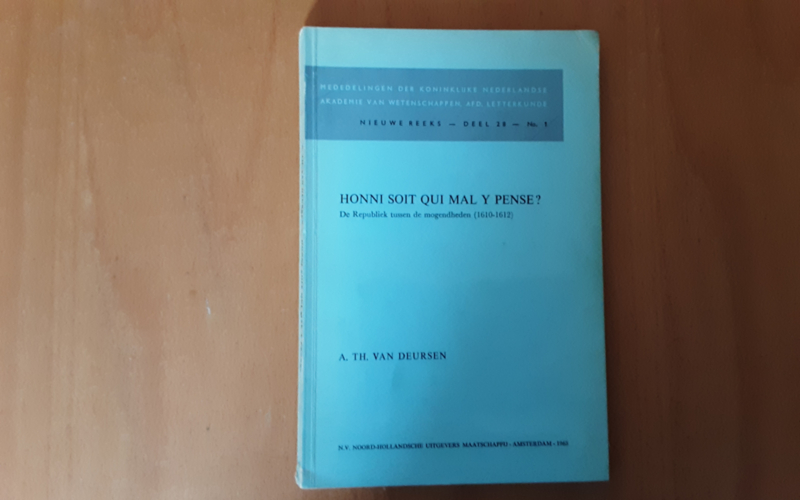 MEDEDELINGEN DER KONINKLIJKE NEDERLANDSE
AKADEMIE VAN WETENSCHAPPEN, AFD. LETTERKUNDE
NIEUWE REEKS — DEEL 28 — No. 1
HONNI SOIT QUI MAL Y PENSE?
De Republiek tussen de mogendheden (1610-1612)
A. TH. VAN DEURSEN
N.V. NOORD-HOLLANDSCHE UITGEVERS MAATSCHAPPIJ - AMSTERDAM - 1965